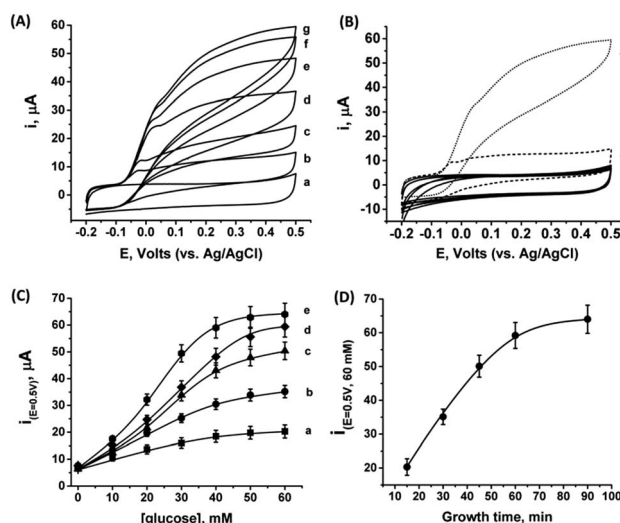 (A)
60
50
40
30
20
10
0
i, μA
g
f
e
d
c
b
a
-0.2 -0.1 0.0 0.1 0.2 0.3 0.4 0.5
E, Volts (vs. Ag/AgCl)
(B)
60
50
40
30
20
10
0
-10
i, μA
-0.2 -0.1 0.0 0.1 0.2 0.3 0.4 0.5
E, Volts (vs. Ag/AgCl)
(C)
80
70
60
50
40
30
20
10
0
i(E=0.5V), μA
e
d
c
b
a
0 10 20 30 40 50 60
[glucose], mM
(D)
70
60
50
40
30
20
i(E=0.5V, 60 mM)
10 20 30 40 50 60 70 80 90 100
Growth time, min